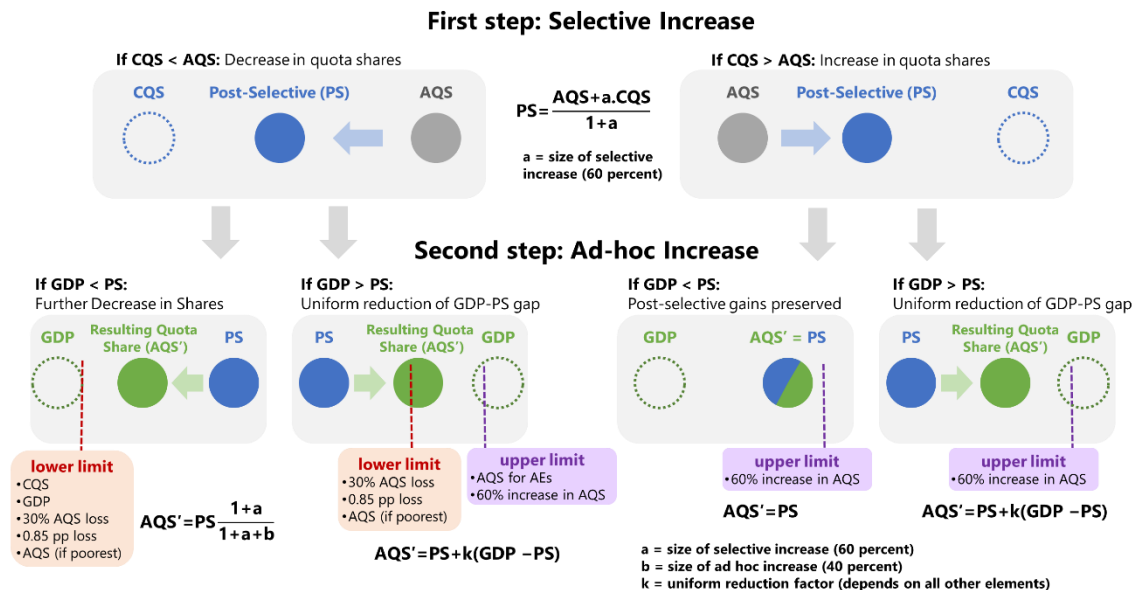 First step: Selective Increase
If CQS < AQS: Decrease in quota shares
CQS
Post-Selective (PS)
AQS
PS=
AQS+a.CQS
1+a
a = size of selective
increase (60 percent)
If CQS > AQS: Increase in quota shares
AQS
Post-Selective (PS)
CQS
Second step: Ad-hoc Increase
If GDP < PS:
Further Decrease in Shares
GDP
Resulting Quota
Share (AQS’)
PS
lower limit
•CQS
•GDP
•30% AQS loss
•0.85 pp loss
•AQS (if poorest)
AQS’=PS
1+a
1+a+b
If GDP > PS:
Uniform reduction of GDP-PS gap
PS
Resulting Quota
Share (AQS’)
GDP
lower limit
•30% AQS loss
•0.85 pp loss
•AQS (if poorest)
upper limit
•AQS for AEs
•60% increase in AQS
AQS’=PS+k(GDP –PS)
If GDP < PS:
Post-selective gains preserved
GDP
AQS’ = PS
upper limit
•60% increase in AQS
AQS’=PS
If GDP > PS:
Uniform reduction of GDP-PS gap
PS
Resulting Quota
Share (AQS’)
GDP
upper limit
•60% increase in AQS
AQS’=PS+k(GDP –PS)
a = size of selective increase (60 percent)
b = size of ad hoc increase (40 percent)
k = uniform reduction factor (depends on all other elements)